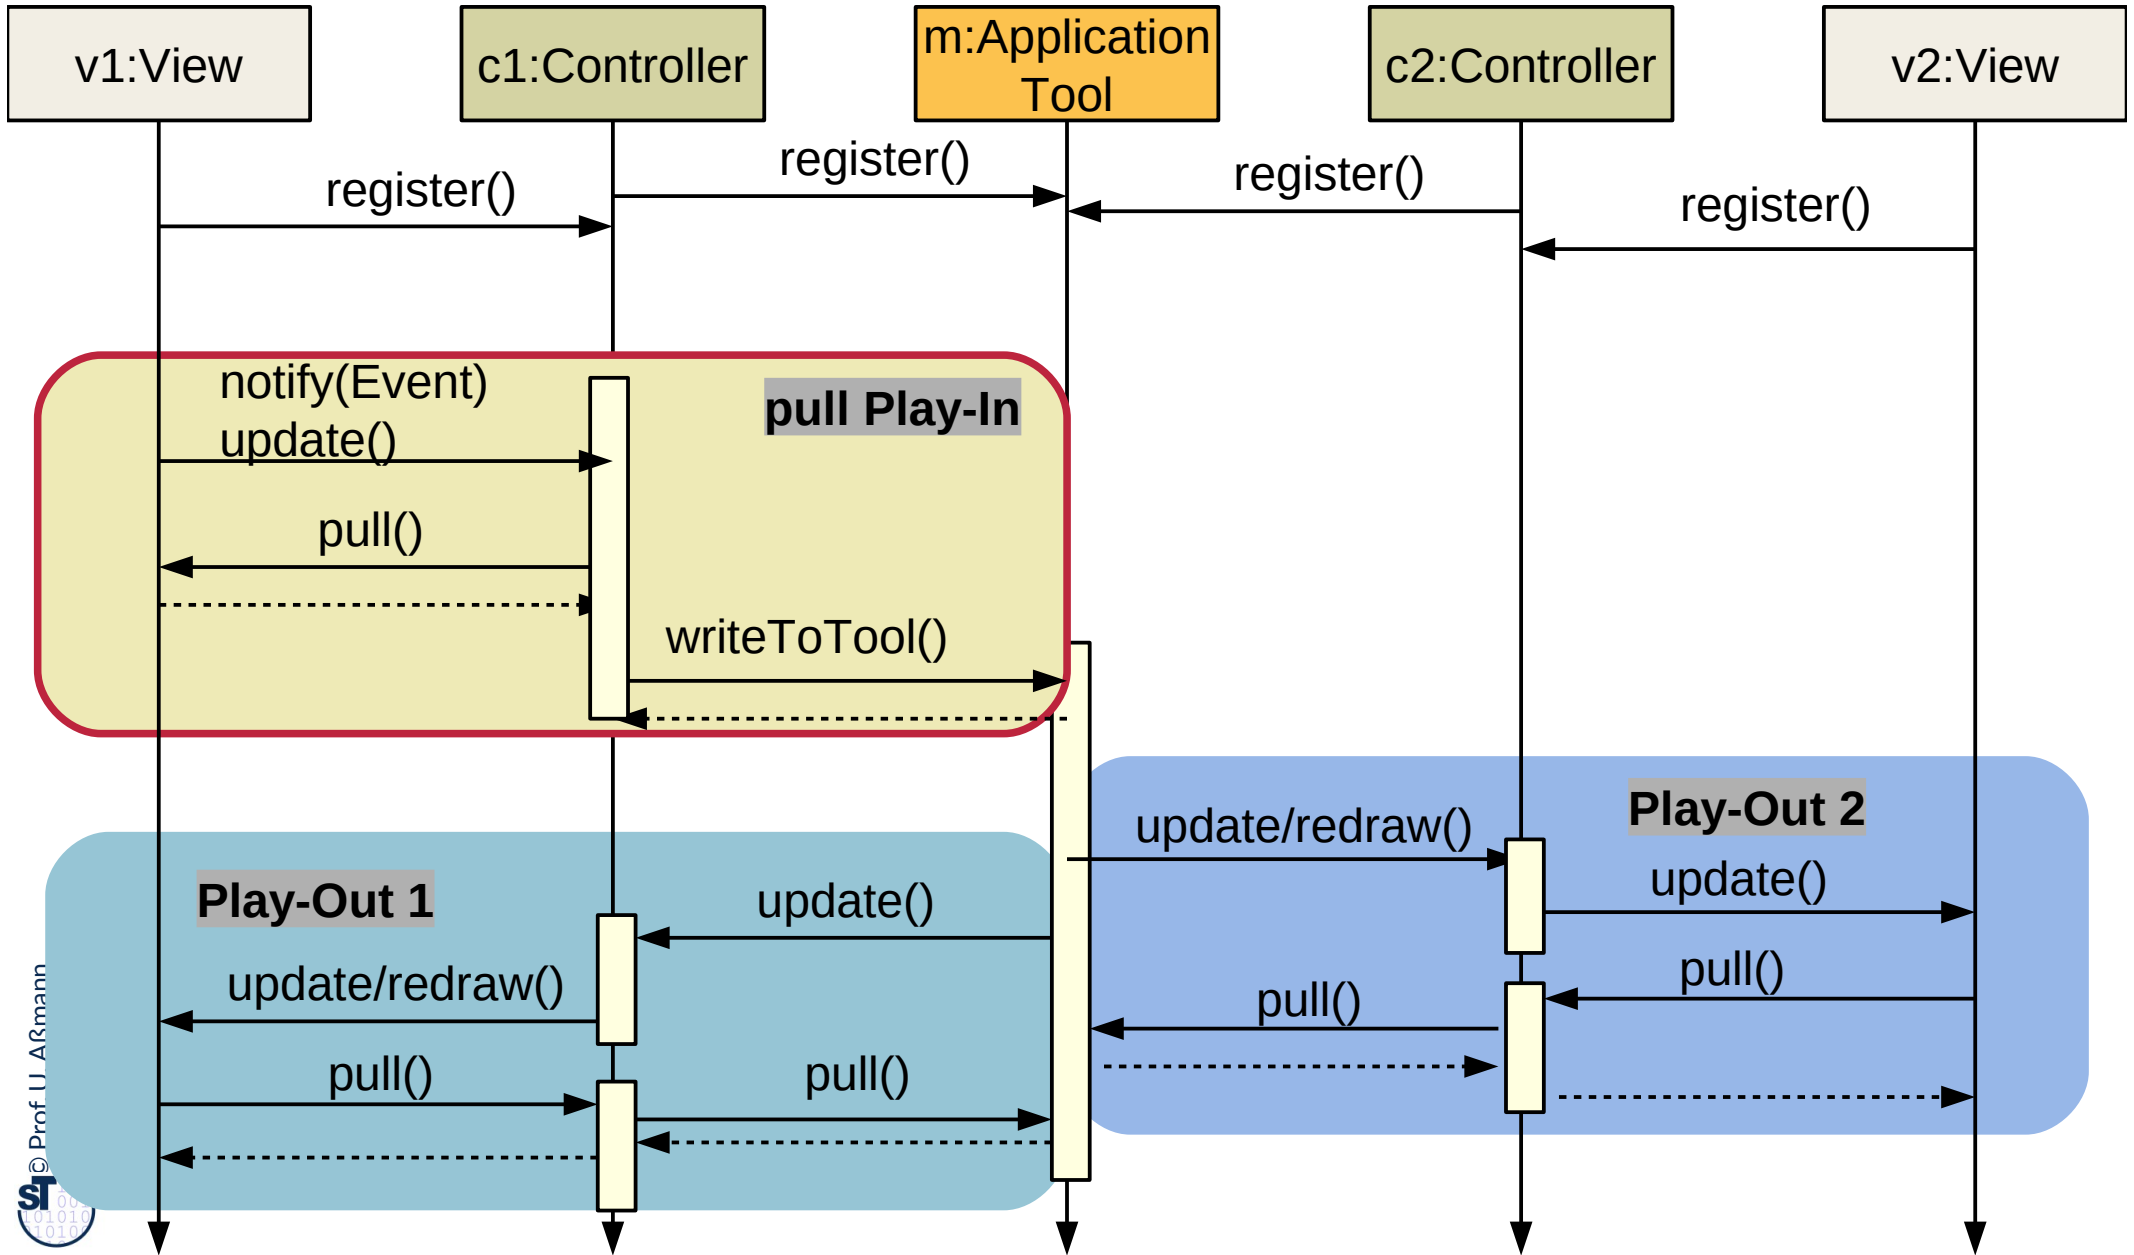 v1:View
c1:Controller
m:Application
Tool
c2:Controller
v2:View
register()
register()
register()
register()
notify(Event)
update()
pull Play-In
pull()
writeToTool()
Play-Out 2
update/redraw()
update()
Play-Out 1
update()
update/redraw()
pull()
pull()
pull()
pull()
© Prof. U. Aßmann
ST